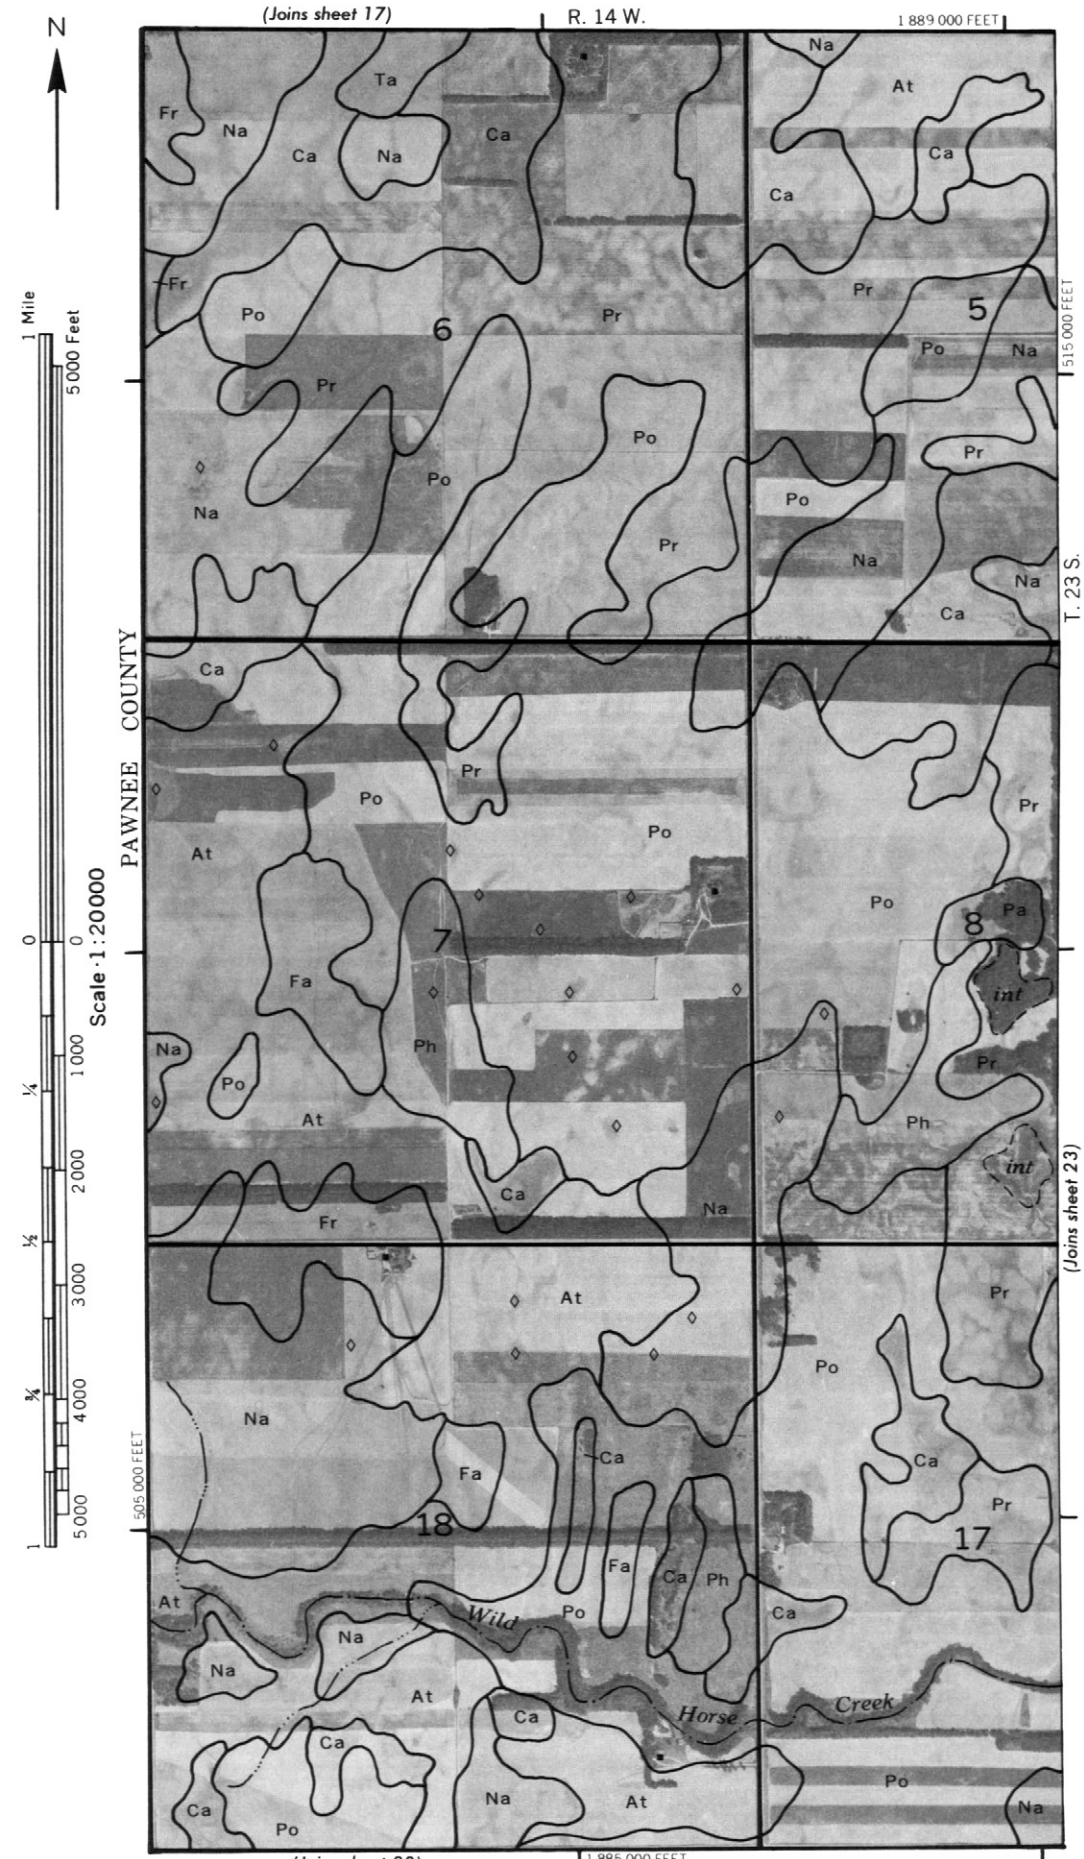 (Joins sheet 17)
R. 14 W.
1 889 000 FEET
N
Na
Ta
At
Fr
Na
Ca
Na
Ca
Ca
Ca
Fr
Po
6
Pr
Pr
5
1 Mile
5000 Feet
515 000 FEET
Po
Na
Pr
Po
Pr
Po
Po
Na
Pr
Na
Na
T. 23 S.
Ca
PAWNEE COUNTY
Ca
Pr
Po
Pr
Po
At
Po
Pa
8
7
0
0
Scale · 1:20000
Fa
int
Na
Ph
Pr
Po
1000
¼
At
Ph
2000
int
(Joins sheet 23)
Ca
Na
Fr
½
3000
Pr
At
Po
¾
4000
Na
Ca
Ca
Fa
505 000 FEET
Pr
5000
18
17
1
Fa
Ca
Ph
At
Po
Ca
Wild
Na
Na
At
Horse
Creek
Ca
Ca
Po
Na
At
Na
Ca
Po
1 885 000 FEET